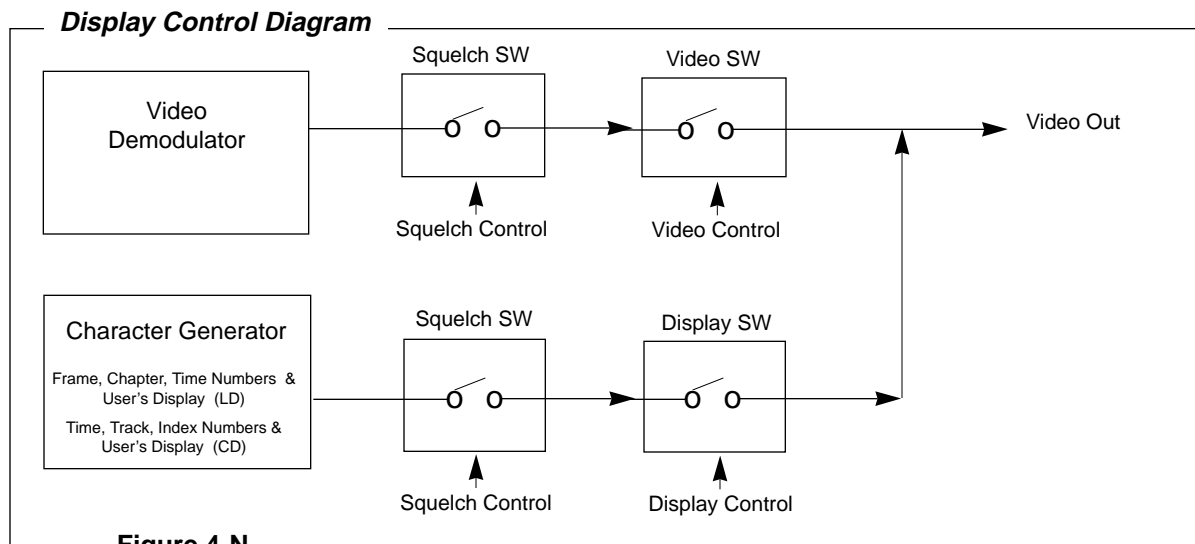 Display Control Diagram
Squelch SW
Video SW
Video
Demodulator
Video Out
Squelch Control
Video Control
Squelch SW
Display SW
Character Generator
Frame, Chapter, Time Numbers &
User's Display (LD)
Time, Track, Index Numbers &
User's Display (CD)
Squelch Control
Display Control
Figure 4-N